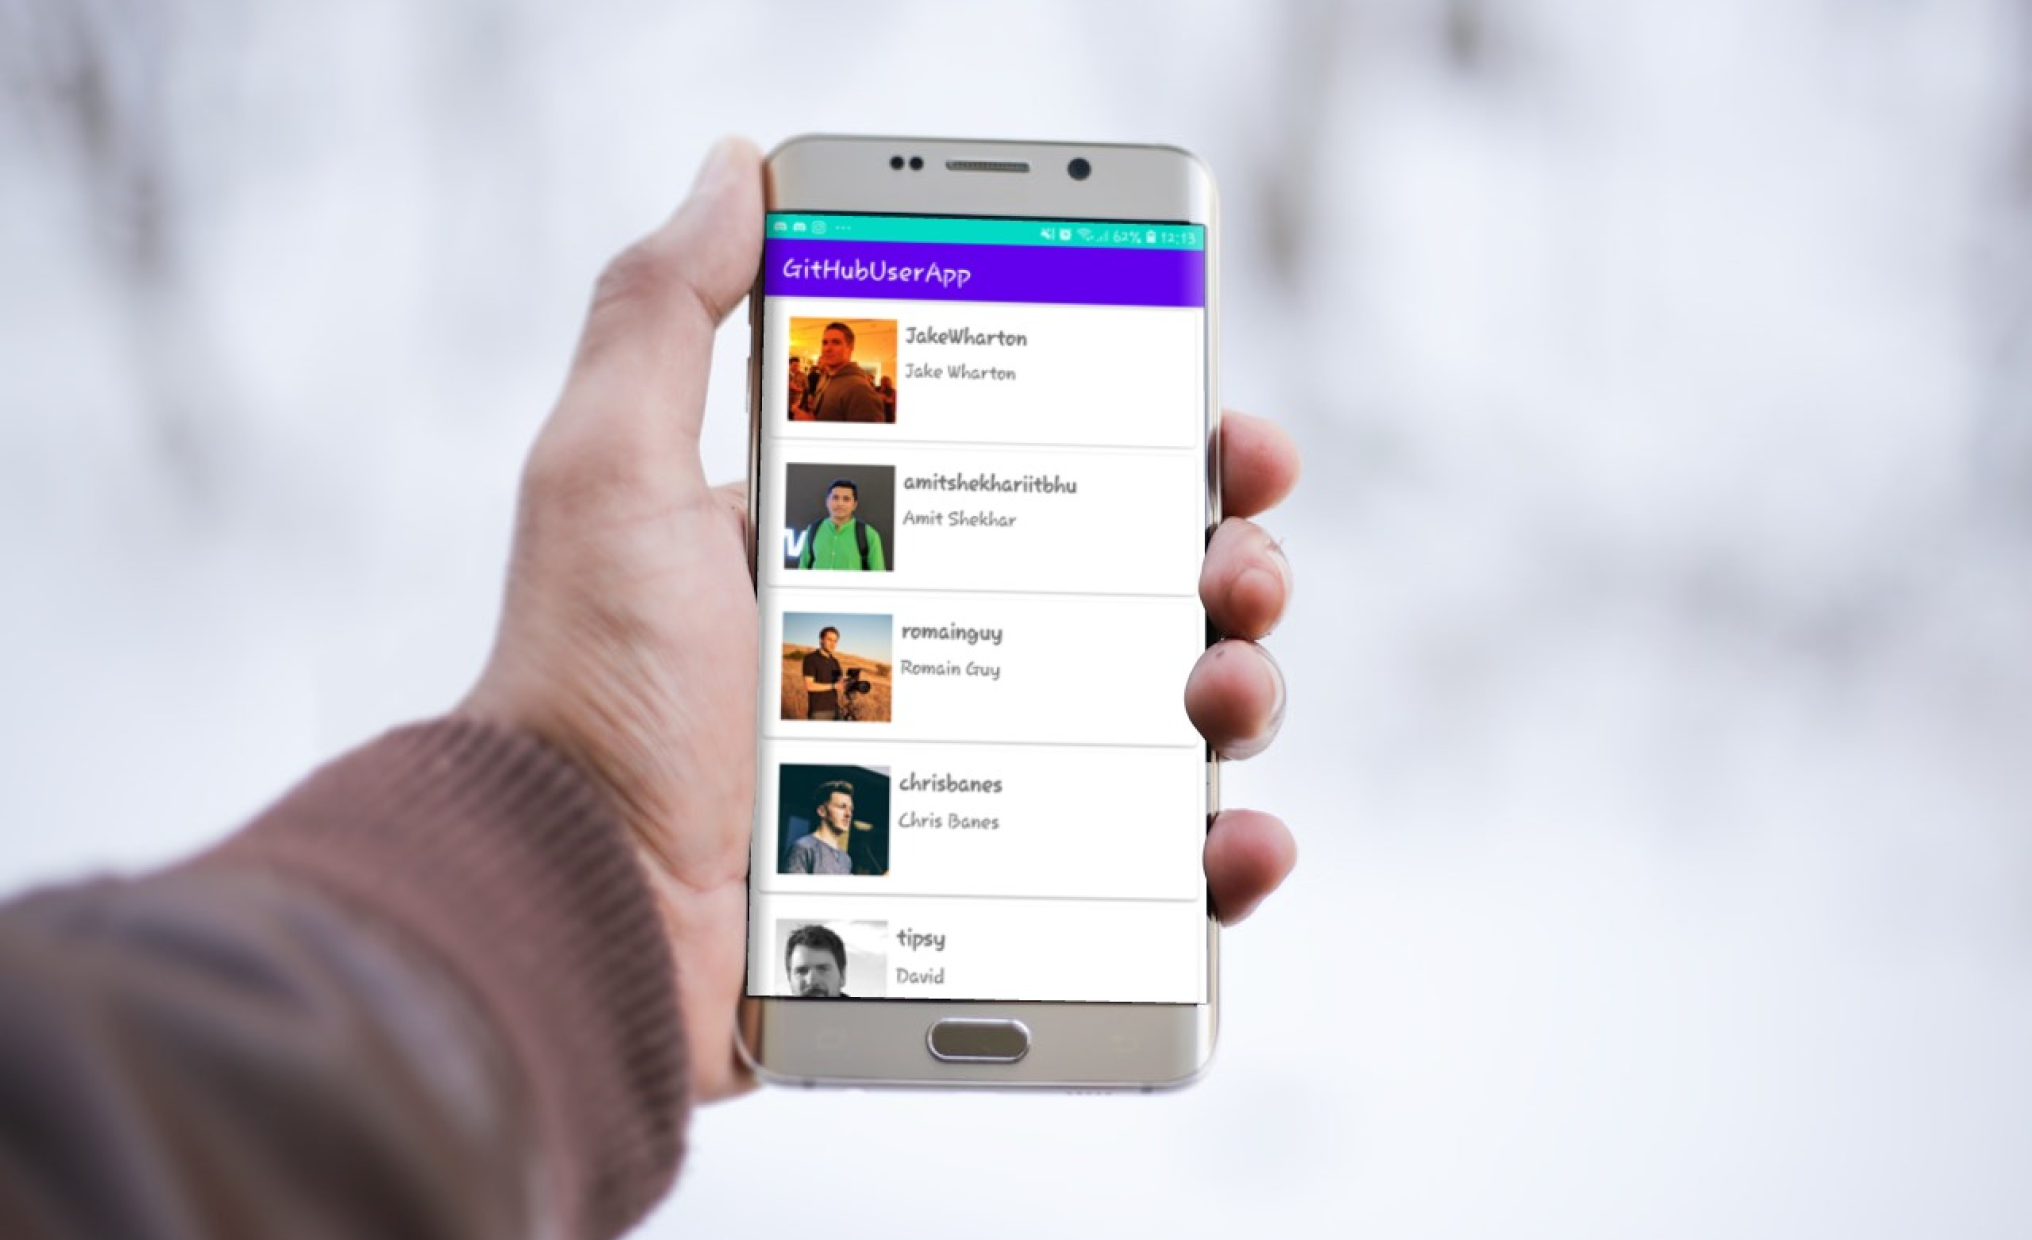 62% 12:13
GitHubUserApp
JakeWharton
Jake Wharton
amitshekhariitbhu
Amit Shekhar
romainguy
Romain Guy
chrisbanes
Chris Banes
tipsy
David